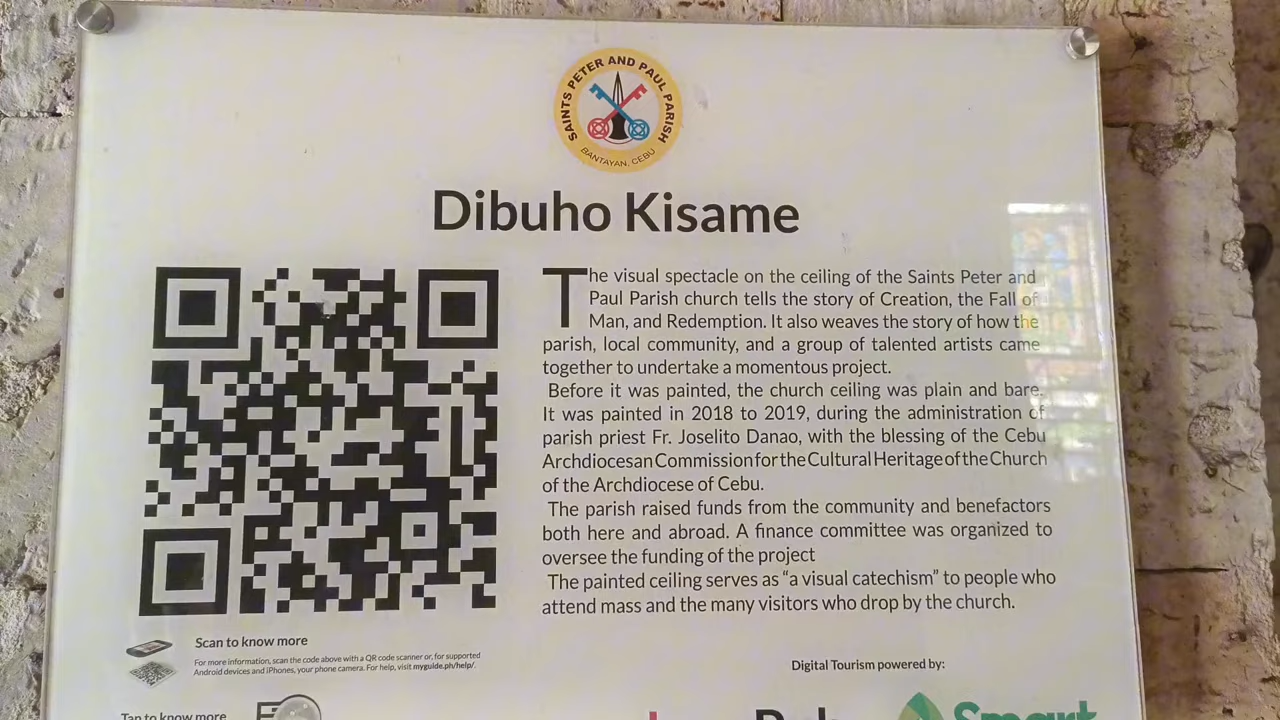 SAINTS PETER AND PAUL PARISH
BANTAYAN, CEBU
Dibuho Kisame
The visual spectacle on the ceiling of the Saints Peter and
Paul Parish church tells the story of Creation, the Fall of
Man, and Redemption. It also weaves the story of how the
parish, local community, and a group of talented artists came
together to undertake a momentous project.
Before it was painted, the church ceiling was plain and bare.
It was painted in 2018 to 2019, during the administration of
parish priest Fr. Joselito Danao, with the blessing of the Cebu
Archdiocesan Commission for the Cultural Heritage of the Church
of the Archdiocese of Cebu.
The parish raised funds from the community and benefactors
both here and abroad. A finance committee was organized to
oversee the funding of the project
The painted ceiling serves as “a visual catechism” to people who
attend mass and the many visitors who drop by the church.
Scan to know more
For more information, scan the code above with a QR code scanner or, for supported
Android devices and iPhones, your phone camera. For help, visit myguide.ph/help/.
Digital Tourism powered by:
Tap to know more
Smart